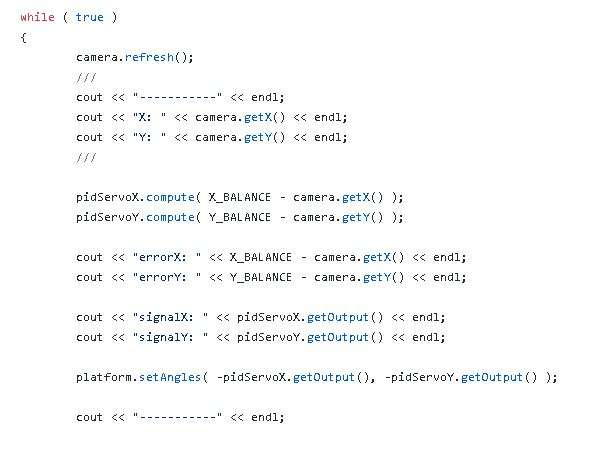 while ( true )
{
camera.refresh();
///
cout << "-----------" << endl;
cout << "X: " << camera.getX() << endl;
cout << "Y: " << camera.getY() << endl;
///
pidServoX.compute( X_BALANCE - camera.getX() );
pidServoY.compute( Y_BALANCE - camera.getY() );
cout << "errorX: " << X_BALANCE - camera.getX() << endl;
cout << "errorY: " << Y_BALANCE - camera.getY() << endl;
cout << "signalX: " << pidServoX.getOutput() << endl;
cout << "signalY: " << pidServoY.getOutput() << endl;
platform.setAngles( -pidServoX.getOutput(), -pidServoY.getOutput() );
cout << "-----------" << endl;